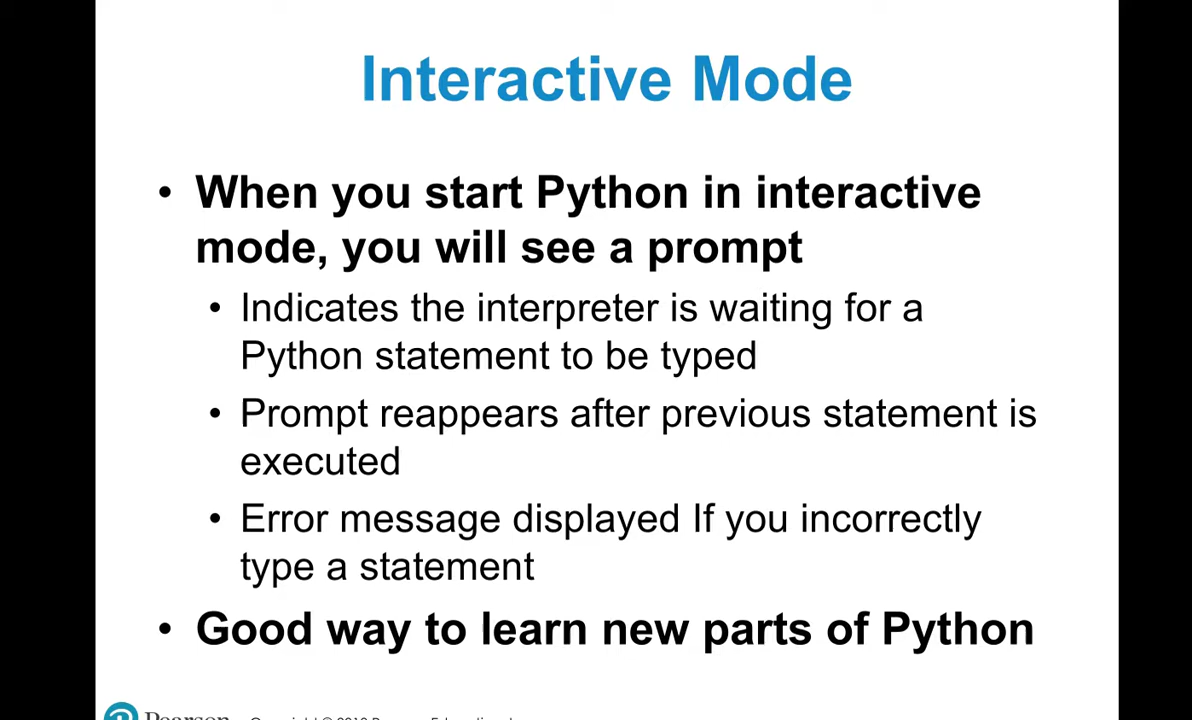 Interactive Mode
• When you start Python in interactive
mode, you will see a prompt
• Indicates the interpreter is waiting for a
Python statement to be typed
• Prompt reappears after previous statement is
executed
• Error message displayed If you incorrectly
type a statement
• Good way to learn new parts of Python
Pearson